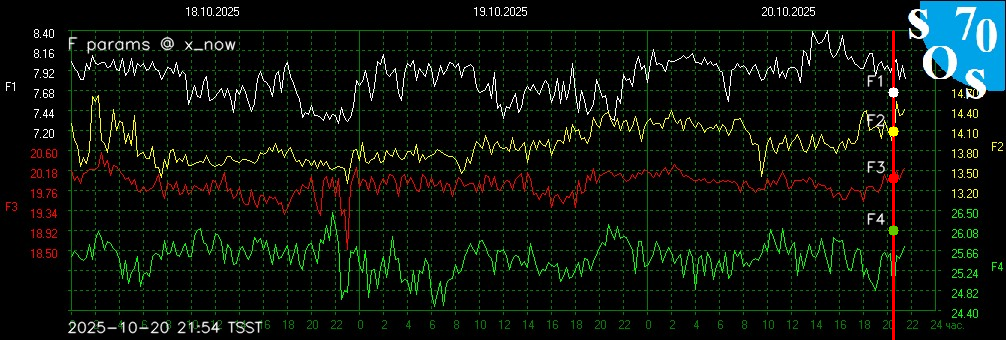 18.10.2025 19.10.2025 20.10.2025
SOS 70
F params @ x_now
8.40
8.16
7.92
F1 7.68
7.44
7.20
20.60
20.18
19.76
F3 19.34
18.92
18.50
F1
F2
F3
F4
14.70
14.40
14.10
F2
13.80
13.50
13.20
26.50
26.08
25.66
F4
25.24
24.82
24.40
2025-10-20 21:54 TSST
20 22 0 2 4 6 8 10 12 14 16 18 20 22 0 2 4 6 8 10 12 14 16 18 20 22 24 час.